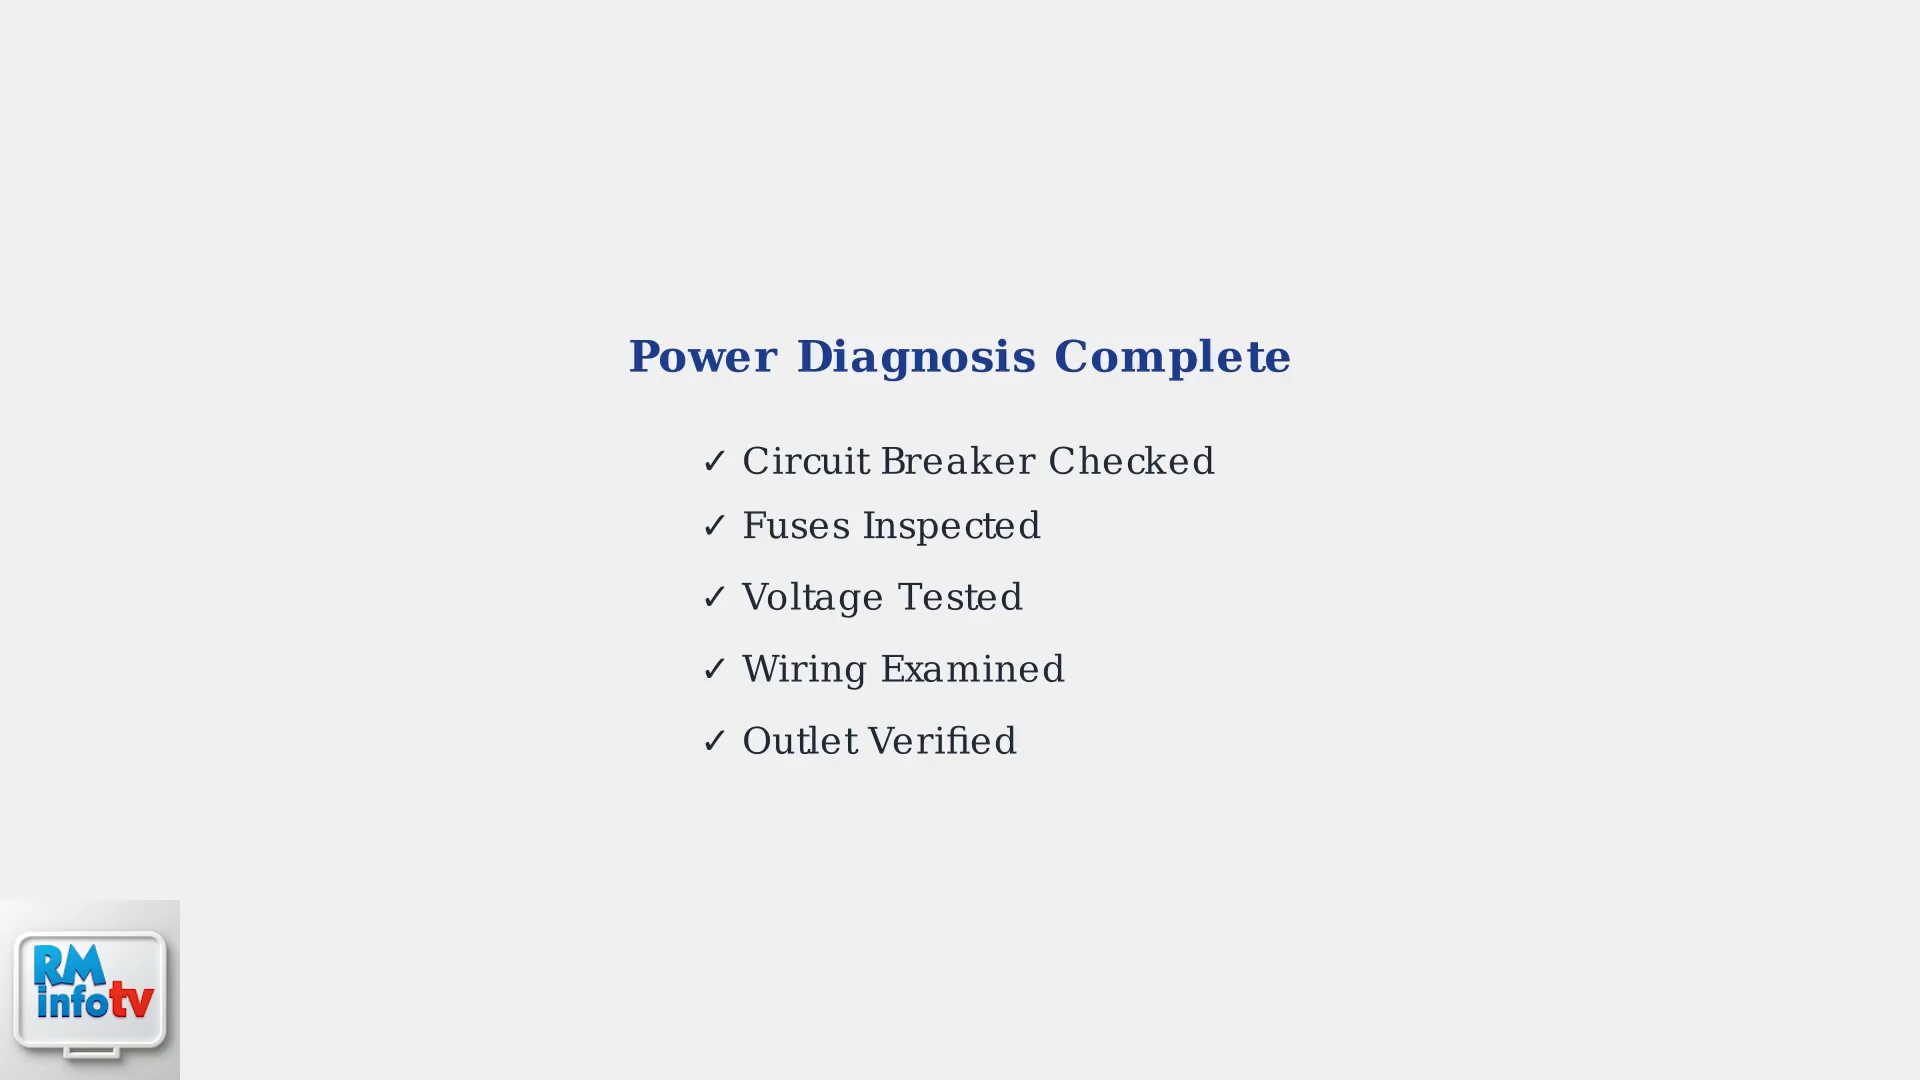 Power Diagnosis Complete
✓ Circuit Breaker Checked
✓ Fuses Inspected
✓ Voltage Tested
✓ Wiring Examined
✓ Outlet Verified
RM
infotv